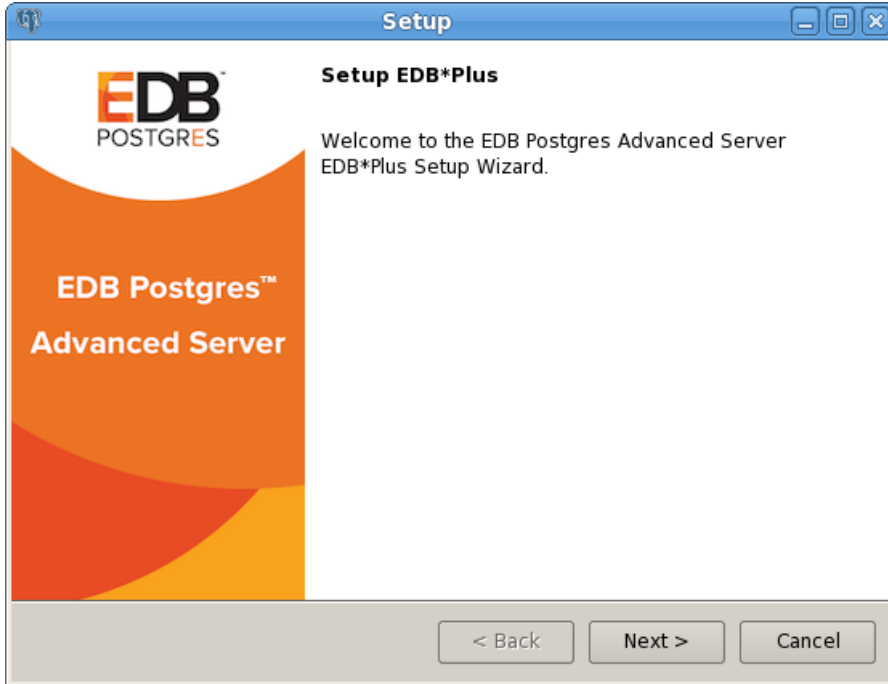 Setup
EDB
POSTGRES
EDB Postgres™
Advanced Server
Setup EDB*Plus
Welcome to the EDB Postgres Advanced Server
EDB*Plus Setup Wizard.
< Back
Next >
Cancel